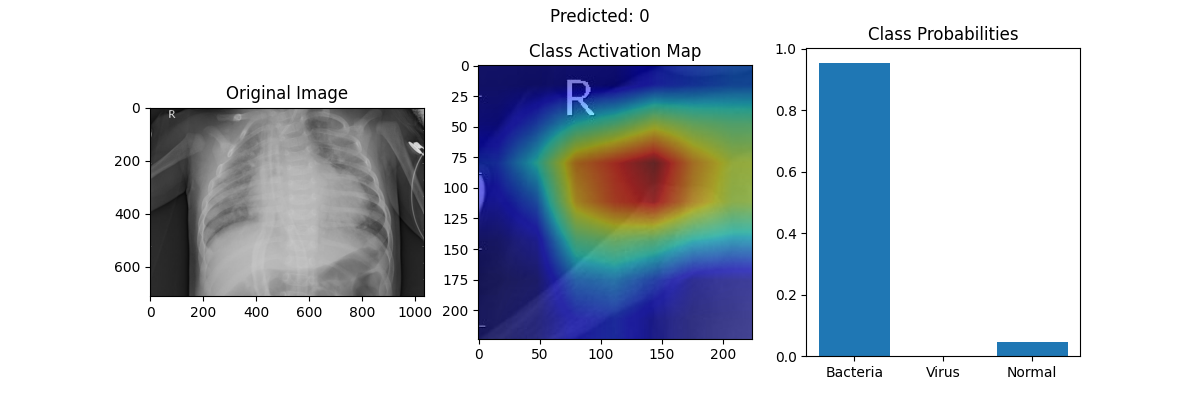 Predicted: 0
Original Image
R
0
200
400
600
0 200 400 600 800 1000
Class Activation Map
R
0
25
50
75
100
125
150
175
200
0 50 100 150 200
Class Probabilities
1.0
0.8
0.6
0.4
0.2
0.0
Bacteria Virus Normal